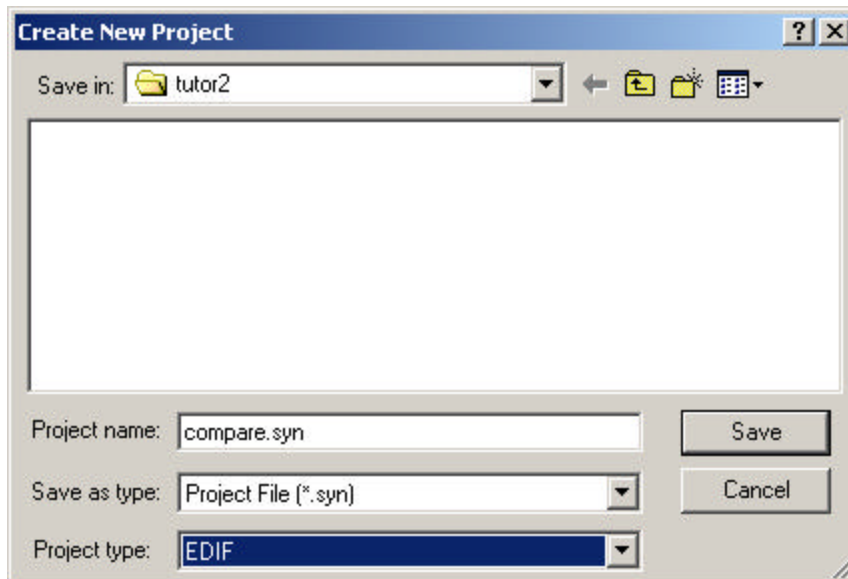 Create New Project
Save in: tutor2
Project name: compare.syn
Save
Save as type: Project File (*.syn)
Cancel
Project type: EDIF